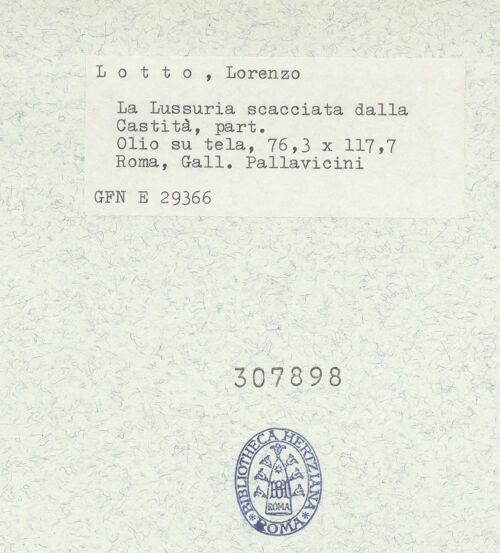 L o t t o , Lorenzo
La Lussuria scacciata dalla
Castità, part.
Olio su tela, 76,3 x 117,7
Roma, Gall. Pallavicini
GFN E 29366
307898
* BIBLIOTHECA HERTZIANA *
ROMA
ROMA